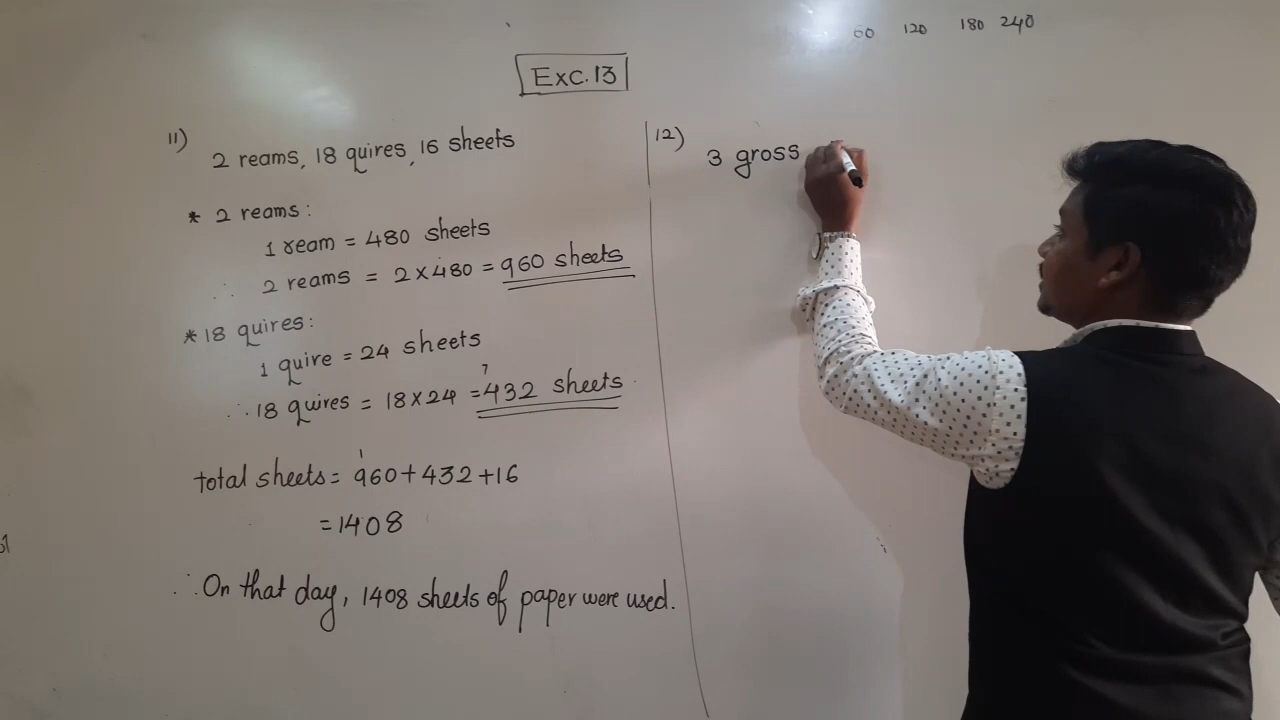 60 120 180 240
Exc.13
11)
2 reams, 18 quires, 16 sheets
* 2 reams:
1 ream = 480 sheets
∴ 2 reams = 2×480 = 960 sheets
* 18 quires:
1 quire = 24 sheets
7
∴ 18 quires = 18×24 = 432 sheets
1
total sheets = 960+432+16
= 1408
∴ On that day, 1408 sheets of paper were used.
12)
3 gross